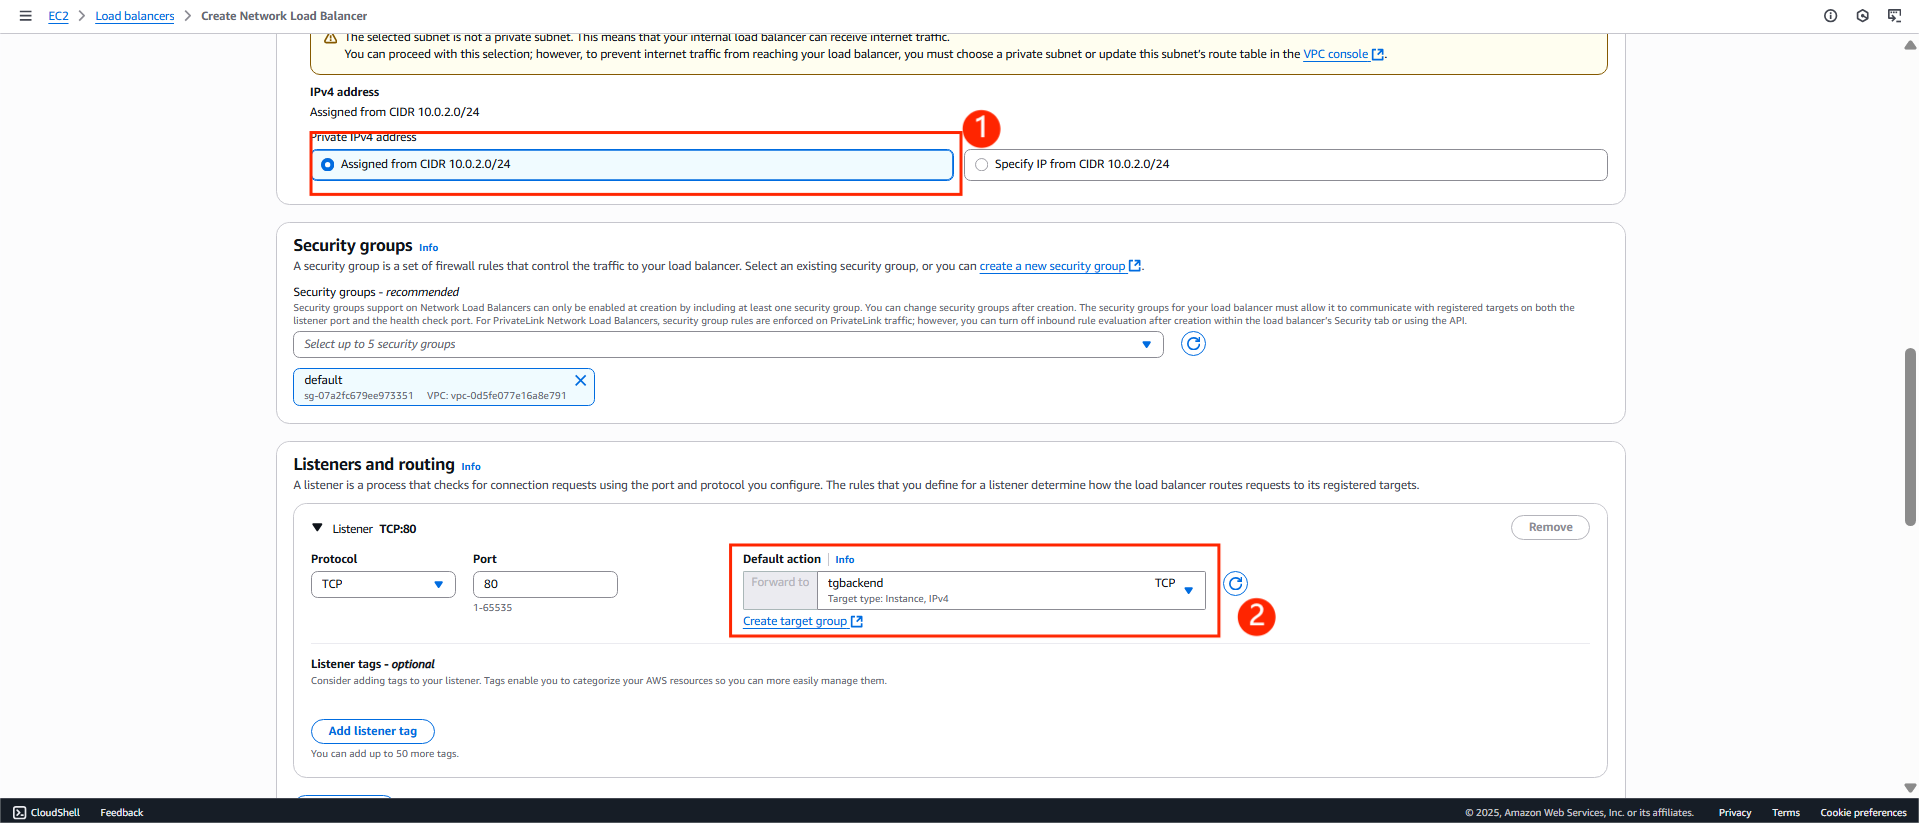 EC2 > Load balancers > Create Network Load Balancer
The selected subnet is not a private subnet. This means that your internal load balancer can receive internet traffic.
You can proceed with this selection; however, to prevent internet traffic from reaching your load balancer, you must choose a private subnet or update this subnet's route table in the VPC console.
IPv4 address
Assigned from CIDR 10.0.2.0/24
Private IPv4 address
1
Assigned from CIDR 10.0.2.0/24
Specify IP from CIDR 10.0.2.0/24
Security groups Info
A security group is a set of firewall rules that control the traffic to your load balancer. Select an existing security group, or you can create a new security group.
Security groups - recommended
Security groups support on Network Load Balancers can only be enabled at creation by including at least one security group. You can change security groups after creation. The security groups for your load balancer must allow it to communicate with registered targets on both the
listener port and the health check port. For PrivateLink Network Load Balancers, security group rules are enforced on PrivateLink traffic; however, you can turn off inbound rule evaluation after creation within the load balancer's Security tab or using the API.
Select up to 5 security groups
default
sg-07a2fc679ee973351 VPC: vpc-0d5fe077e16a8e791
Listeners and routing Info
A listener is a process that checks for connection requests using the port and protocol you configure. The rules that you define for a listener determine how the load balancer routes requests to its registered targets.
Listener TCP:80
Remove
Protocol Port Default action Info
TCP 80 Forward to tgbackend TCP
Target type: Instance, IPv4
1-65535
Create target group
2
Listener tags - optional
Consider adding tags to your listener. Tags enable you to categorize your AWS resources so you can more easily manage them.
Add listener tag
You can add up to 50 more tags.
CloudShell Feedback © 2025, Amazon Web Services, Inc. or its affiliates. Privacy Terms Cookie preferences